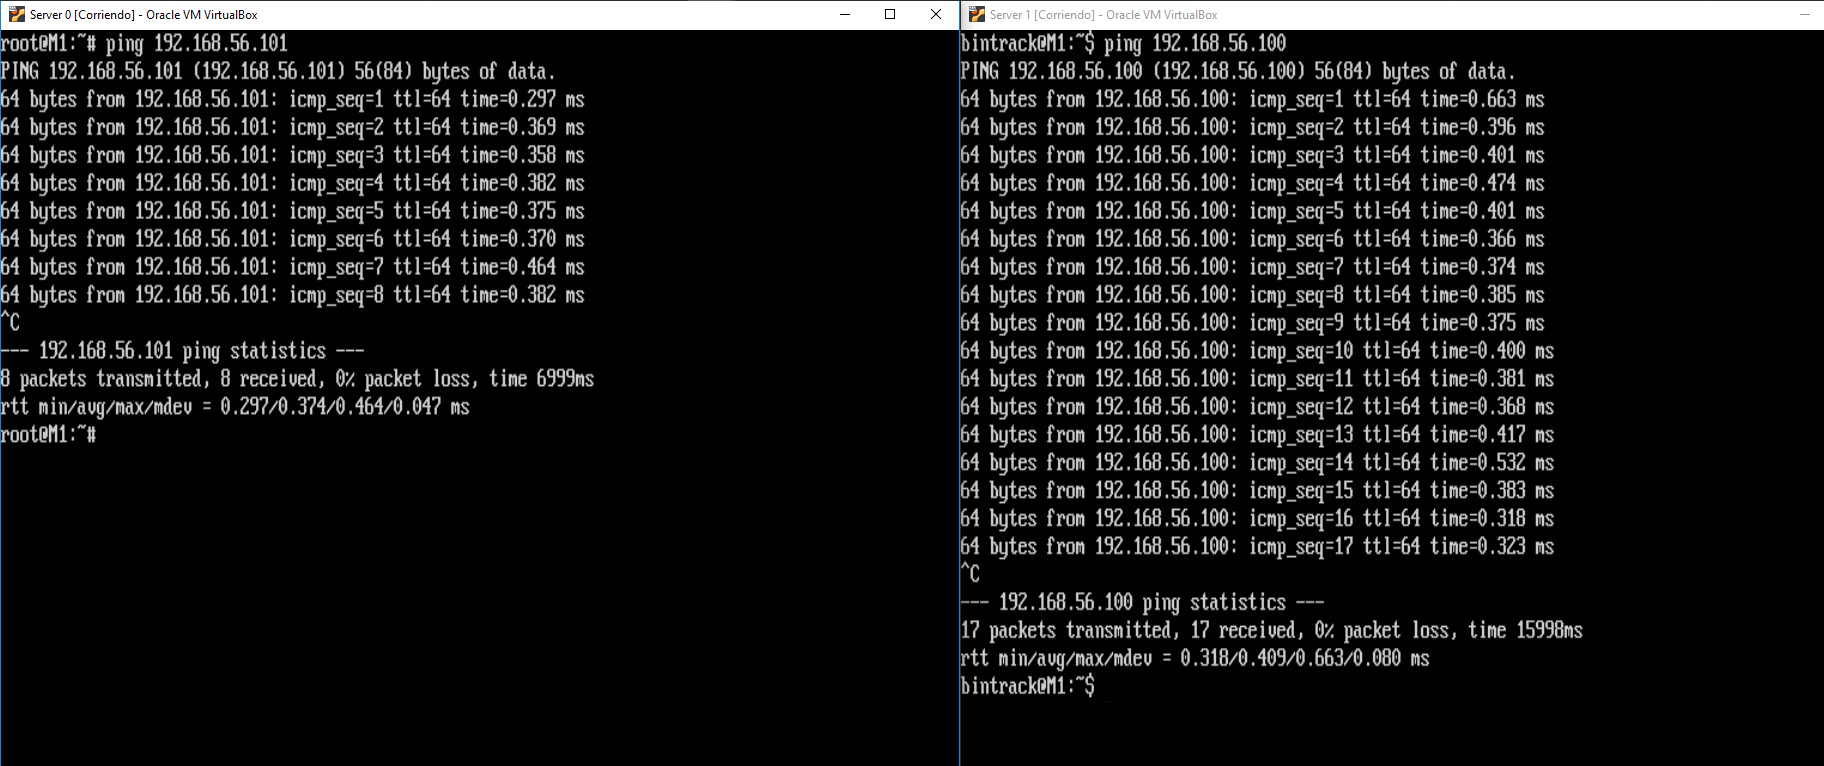 Server 0 [Corriendo] - Oracle VM VirtualBox
root@M1:~# ping 192.168.56.101
PING 192.168.56.101 (192.168.56.101) 56(84) bytes of data.
64 bytes from 192.168.56.101: icmp_seq=1 ttl=64 time=0.297 ms
64 bytes from 192.168.56.101: icmp_seq=2 ttl=64 time=0.369 ms
64 bytes from 192.168.56.101: icmp_seq=3 ttl=64 time=0.358 ms
64 bytes from 192.168.56.101: icmp_seq=4 ttl=64 time=0.382 ms
64 bytes from 192.168.56.101: icmp_seq=5 ttl=64 time=0.375 ms
64 bytes from 192.168.56.101: icmp_seq=6 ttl=64 time=0.370 ms
64 bytes from 192.168.56.101: icmp_seq=7 ttl=64 time=0.464 ms
64 bytes from 192.168.56.101: icmp_seq=8 ttl=64 time=0.382 ms
^C
--- 192.168.56.101 ping statistics ---
8 packets transmitted, 8 received, 0% packet loss, time 6999ms
rtt min/avg/max/mdev = 0.297/0.374/0.464/0.047 ms
root@M1:~#
Server 1 [Corriendo] - Oracle VM VirtualBox
bintrack@M1:~$ ping 192.168.56.100
PING 192.168.56.100 (192.168.56.100) 56(84) bytes of data.
64 bytes from 192.168.56.100: icmp_seq=1 ttl=64 time=0.663 ms
64 bytes from 192.168.56.100: icmp_seq=2 ttl=64 time=0.396 ms
64 bytes from 192.168.56.100: icmp_seq=3 ttl=64 time=0.401 ms
64 bytes from 192.168.56.100: icmp_seq=4 ttl=64 time=0.474 ms
64 bytes from 192.168.56.100: icmp_seq=5 ttl=64 time=0.401 ms
64 bytes from 192.168.56.100: icmp_seq=6 ttl=64 time=0.366 ms
64 bytes from 192.168.56.100: icmp_seq=7 ttl=64 time=0.374 ms
64 bytes from 192.168.56.100: icmp_seq=8 ttl=64 time=0.385 ms
64 bytes from 192.168.56.100: icmp_seq=9 ttl=64 time=0.375 ms
64 bytes from 192.168.56.100: icmp_seq=10 ttl=64 time=0.400 ms
64 bytes from 192.168.56.100: icmp_seq=11 ttl=64 time=0.381 ms
64 bytes from 192.168.56.100: icmp_seq=12 ttl=64 time=0.368 ms
64 bytes from 192.168.56.100: icmp_seq=13 ttl=64 time=0.417 ms
64 bytes from 192.168.56.100: icmp_seq=14 ttl=64 time=0.532 ms
64 bytes from 192.168.56.100: icmp_seq=15 ttl=64 time=0.383 ms
64 bytes from 192.168.56.100: icmp_seq=16 ttl=64 time=0.318 ms
64 bytes from 192.168.56.100: icmp_seq=17 ttl=64 time=0.323 ms
^C
--- 192.168.56.100 ping statistics ---
17 packets transmitted, 17 received, 0% packet loss, time 15998ms
rtt min/avg/max/mdev = 0.318/0.409/0.663/0.080 ms
bintrack@M1:~$